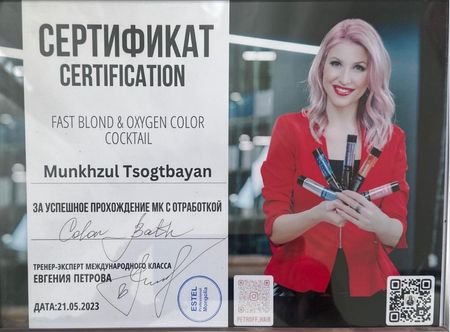 СЕРТИФИКАТ
CERTIFICATION
FAST BLOND & OXYGEN COLOR
COCKTAIL
Munkhzul Tsogtbayan
ЗА УСПЕШНОЕ ПРОХОЖДЕНИЕ МК С ОТРАБОТКОЙ
Color Bath
ТРЕНЕР-ЭКСПЕРТ МЕЖДУНАРОДНОГО КЛАССА
ЕВГЕНИЯ ПЕТРОВА
ESTEL
Professional
Mongolia
ДАТА:21.05.2023
PETROFF_HAIR